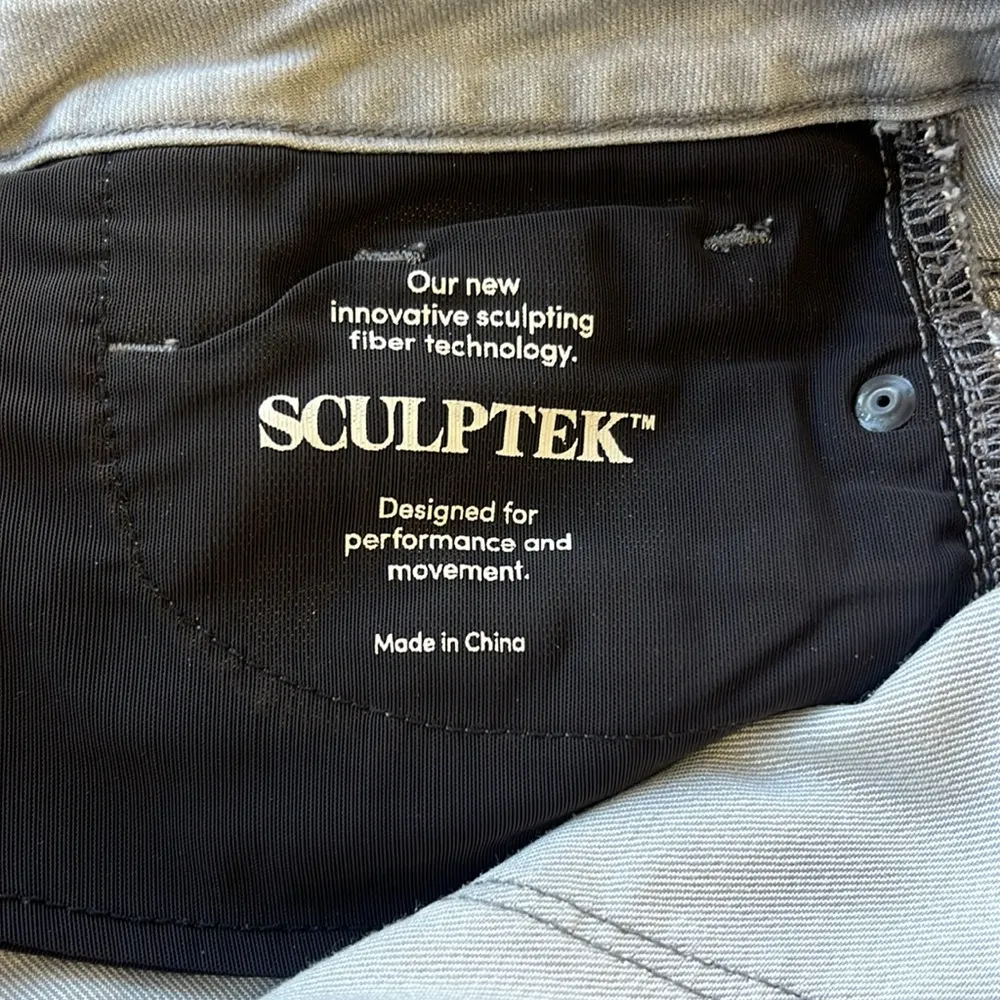 Our new
innovative sculpting
fiber technology.
SCULPTEK™
Designed for
performance and
movement.
Made in China